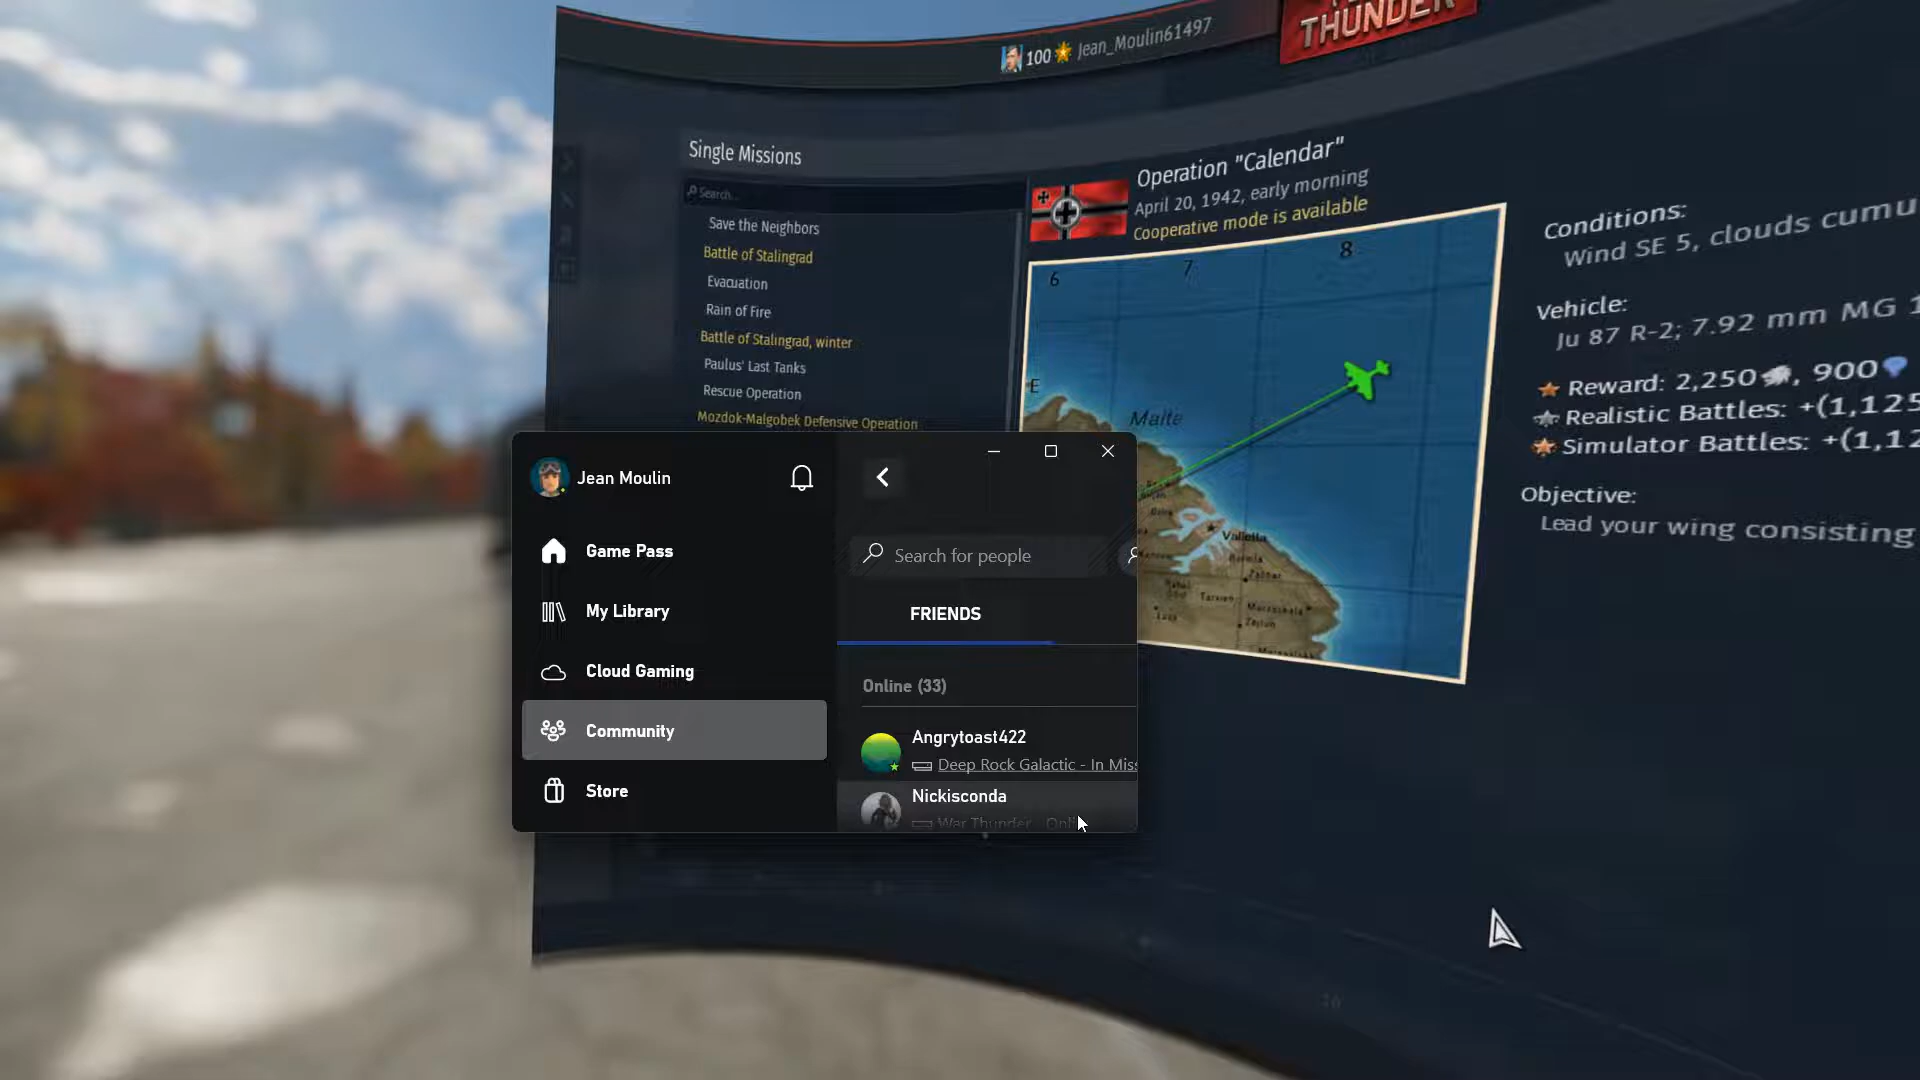 100 Jean_Moulin61497
THUNDER
Single Missions
Search...
Save the Neighbors
Battle of Stalingrad
Evacuation
Rain of Fire
Battle of Stalingrad, winter
Paulus' Last Tanks
Rescue Operation
Mozdok-Malgobek Defensive Operation
Operation "Calendar"
April 20, 1942, early morning
Cooperative mode is available
6
7
8
E
Malte
Valletta
Zabbar
Tarxien
Zejtun
Conditions:
Wind SE 5, clouds cumu
Vehicle:
Ju 87 R-2; 7.92 mm MG 1
Reward: 2,250, 900
Realistic Battles: +(1,125
Simulator Battles: +(1,12
Objective:
Lead your wing consisting
Jean Moulin
Game Pass
My Library
Cloud Gaming
Community
Store
Search for people
FRIENDS
Online (33)
Angrytoast422
Deep Rock Galactic - In Miss
Nickisconda
War Thunder - Onli